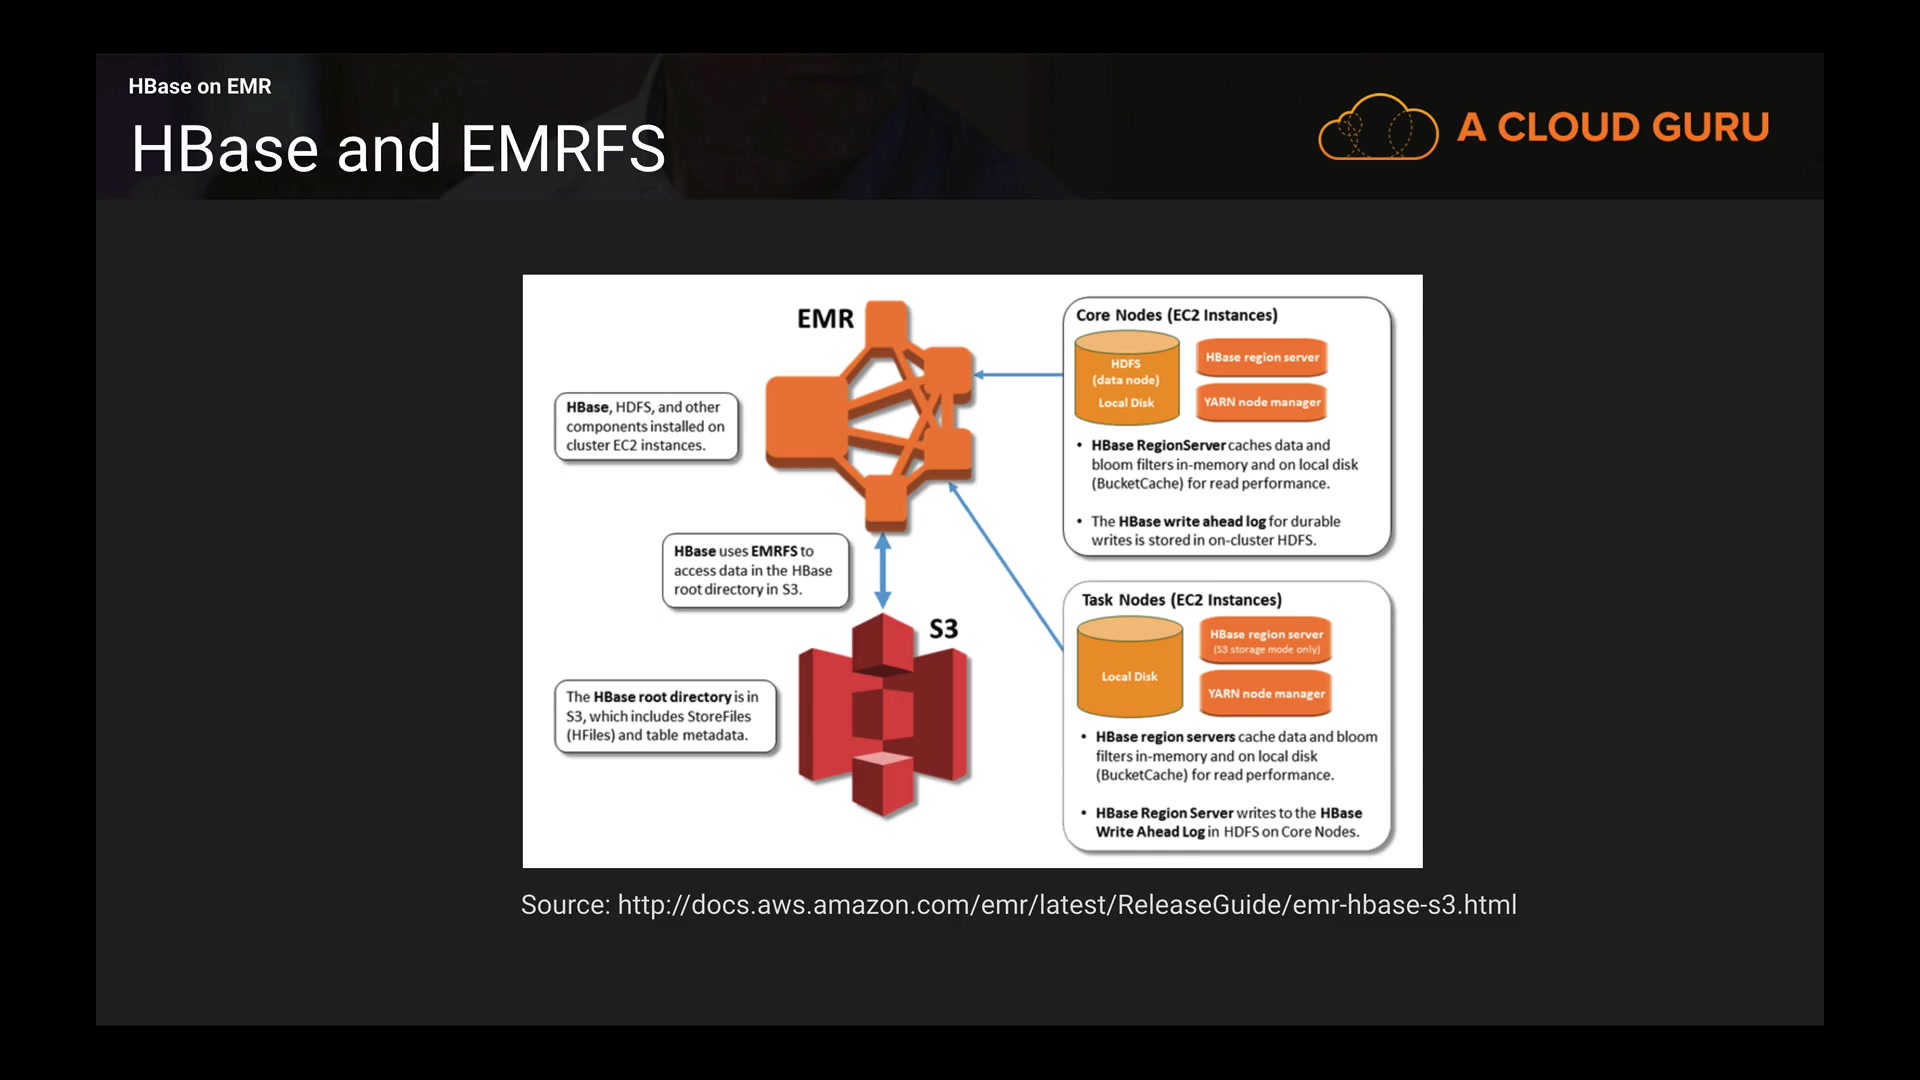 HBase on EMR
HBase and EMRFS
A CLOUD GURU
EMR
HBase, HDFS, and other
components installed on
cluster EC2 instances.
HBase uses EMRFS to
access data in the HBase
root directory in S3.
S3
The HBase root directory is in
S3, which includes StoreFiles
(HFiles) and table metadata.
Core Nodes (EC2 Instances)
HDFS
(data node)
Local Disk
HBase region server
YARN node manager
• HBase RegionServer caches data and
bloom filters in-memory and on local disk
(BucketCache) for read performance.
• The HBase write ahead log for durable
writes is stored in on-cluster HDFS.
Task Nodes (EC2 Instances)
Local Disk
HBase region server
(S3 storage mode only)
YARN node manager
• HBase region servers cache data and bloom
filters in-memory and on local disk
(BucketCache) for read performance.
• HBase Region Server writes to the HBase
Write Ahead Log in HDFS on Core Nodes.
Source: http://docs.aws.amazon.com/emr/latest/ReleaseGuide/emr-hbase-s3.html